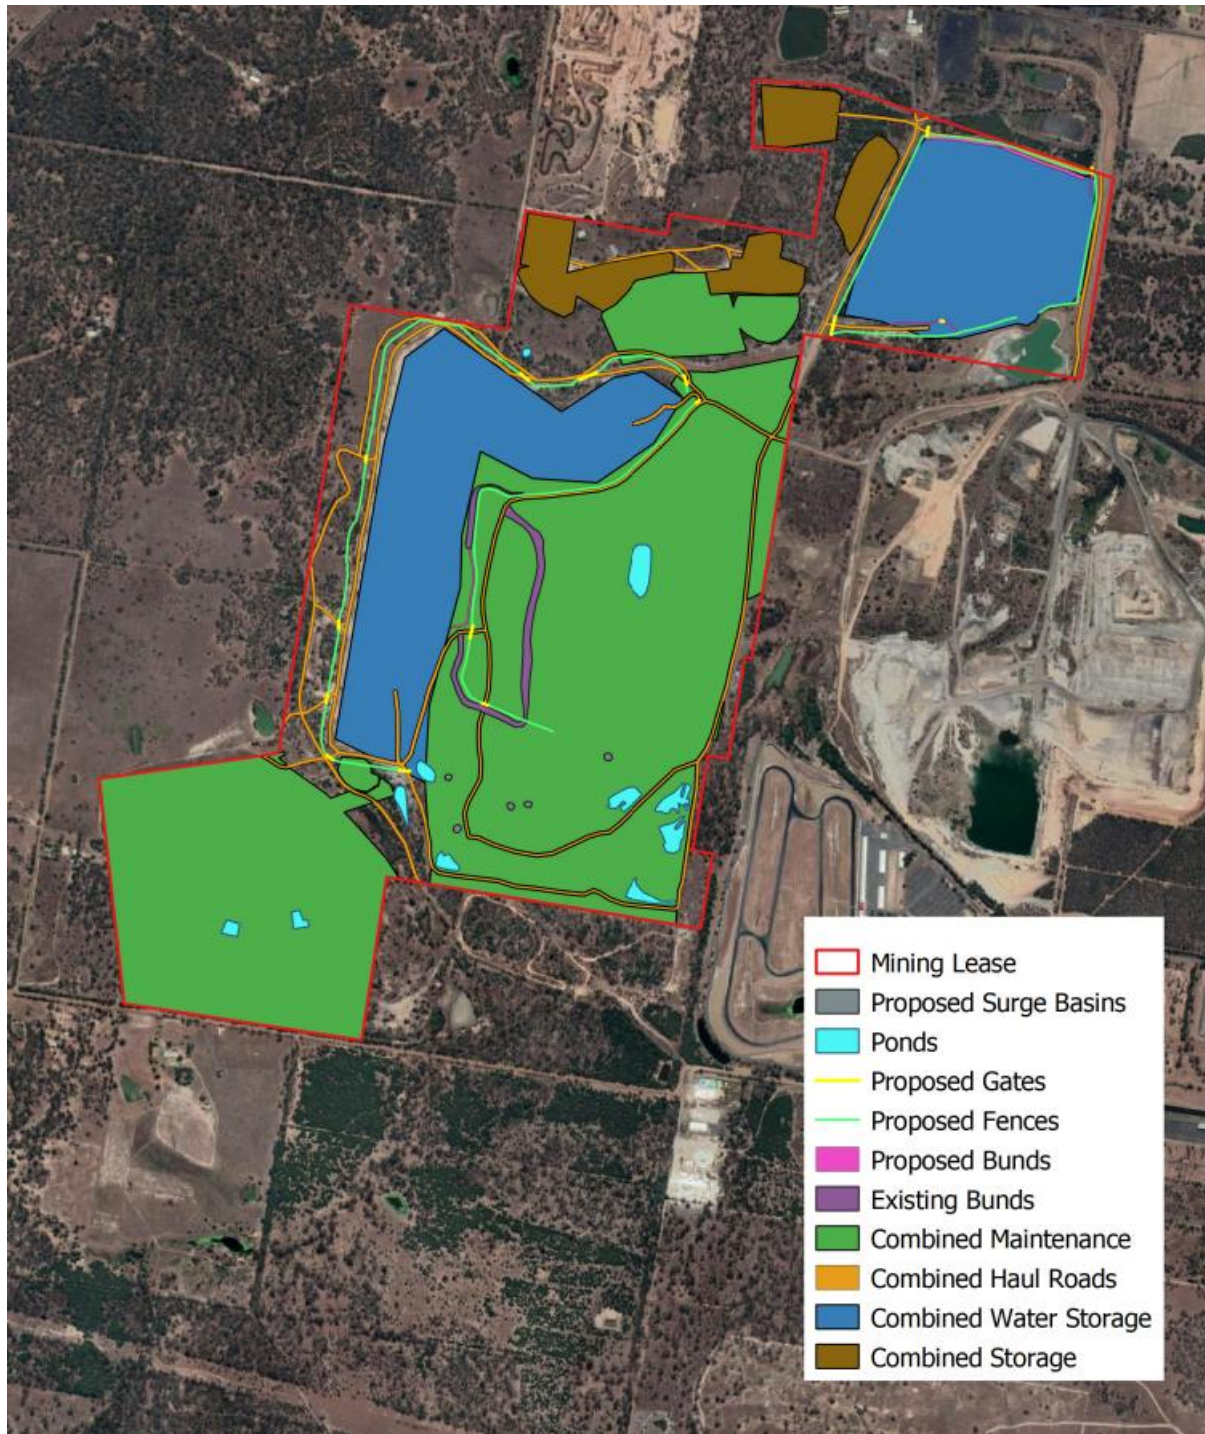 Mining Lease
Proposed Surge Basins
Ponds
Proposed Gates
Proposed Fences
Proposed Bunds
Existing Bunds
Combined Maintenance
Combined Haul Roads
Combined Water Storage
Combined Storage